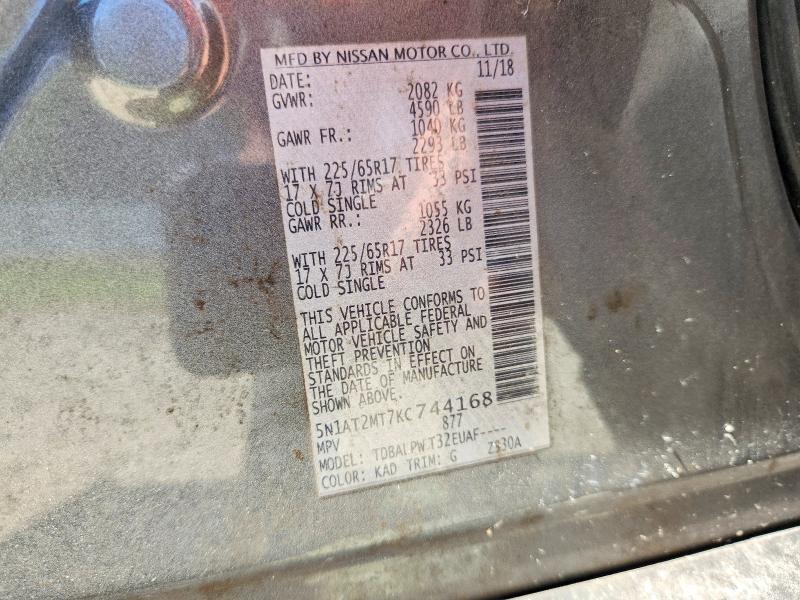 MFD BY NISSAN MOTOR CO., LTD.
DATE: 11/18
GVWR: 2082 KG
4590 LB
GAWR FR.: 1040 KG
2293 LB
WITH 225/65R17 TIRES
17 X 7J RIMS AT 33 PSI
COLD SINGLE
GAWR RR.: 1055 KG
2326 LB
WITH 225/65R17 TIRES
17 X 7J RIMS AT 33 PSI
COLD SINGLE
THIS VEHICLE CONFORMS TO
ALL APPLICABLE FEDERAL
MOTOR VEHICLE SAFETY AND
THEFT PREVENTION
STANDARDS IN EFFECT ON
THE DATE OF MANUFACTURE
SHOWN ABOVE.
5N1AT2MT7KC744168
MPV 877
MODEL: TDBALPW.T32EUAF----
COLOR: KAD TRIM: G Z830A